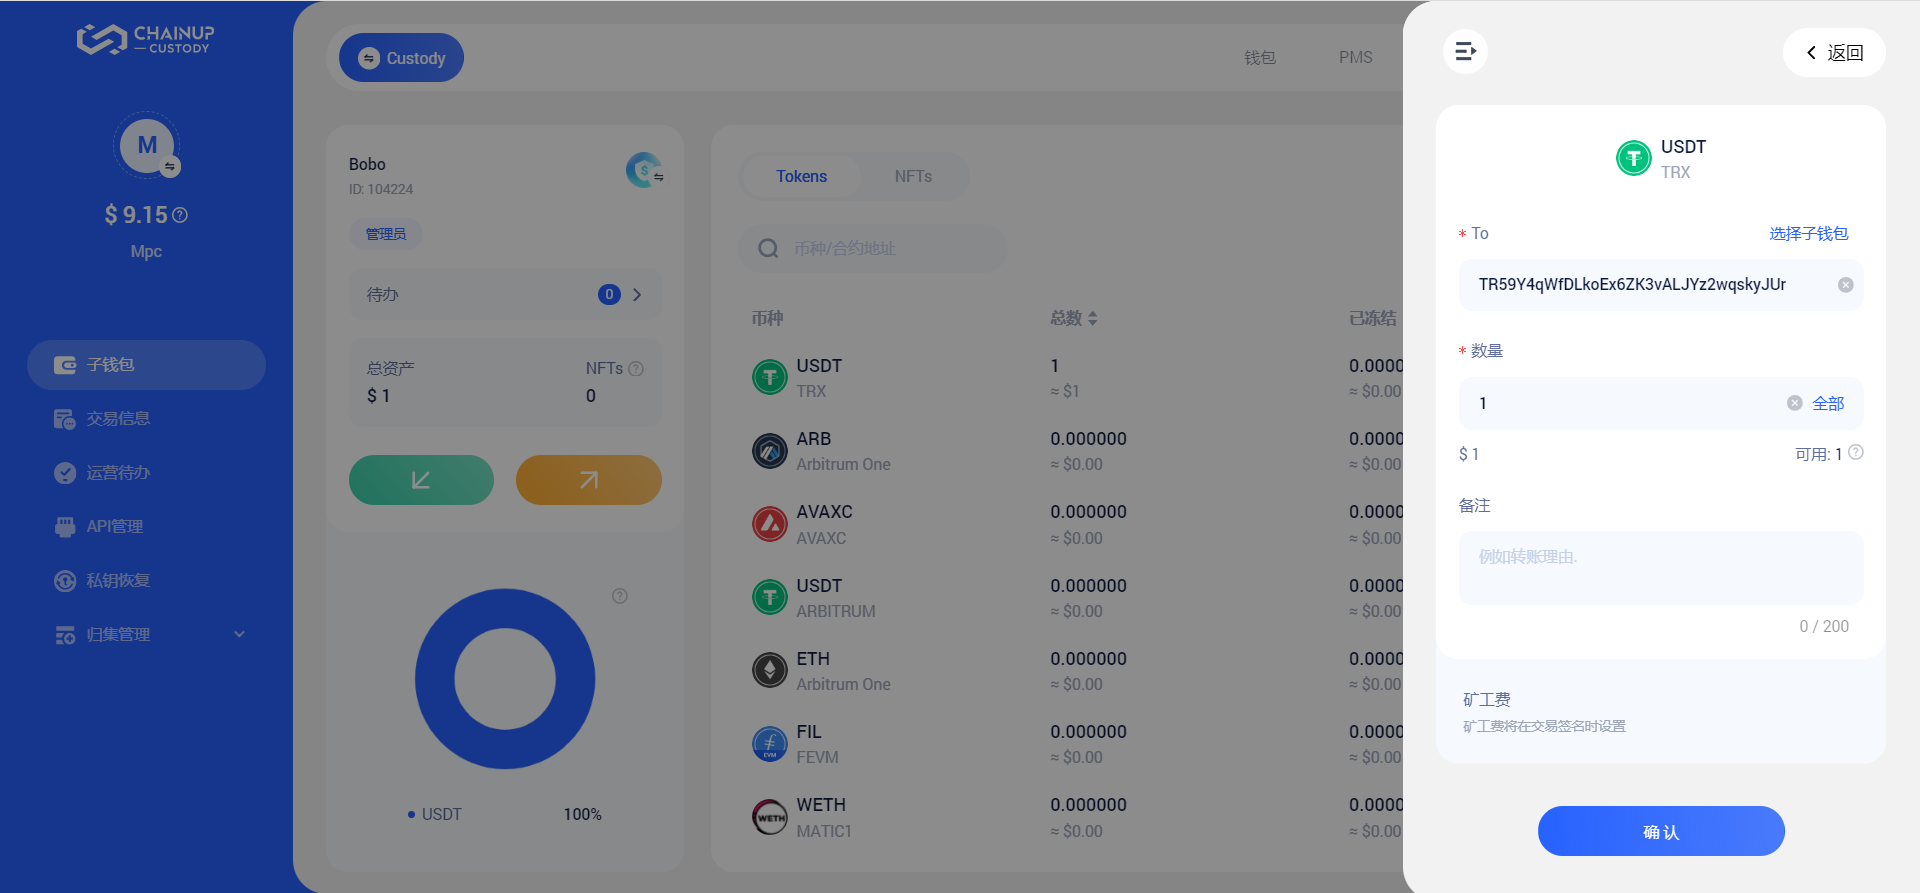 CHAINUP
CUSTODY
M
$ 9.15
Mpc
子钱包
交易信息
运营待办
API管理
私钥恢复
归集管理
Custody
钱包
PMS
Bobo
ID: 104224
管理员
待办
0
总资产
NFTs
$ 1
0
USDT
100%
Tokens
NFTs
币种/合约地址
币种
总数
已冻结
USDT
1
0.0000
TRX
≈ $1
≈ $0.00
ARB
0.000000
0.0000
Arbitrum One
≈ $0.00
≈ $0.00
AVAXC
0.000000
0.0000
AVAXC
≈ $0.00
≈ $0.00
USDT
0.000000
0.0000
ARBITRUM
≈ $0.00
≈ $0.00
ETH
0.000000
0.0000
Arbitrum One
≈ $0.00
≈ $0.00
EVM
FIL
0.000000
0.0000
FEVM
≈ $0.00
≈ $0.00
WETH
WETH
0.000000
0.0000
MATIC1
≈ $0.00
≈ $0.00
返回
USDT
TRX
* To
选择子钱包
TR59Y4qWfDLkoEx6ZK3vALJYz2wqskyJUr
* 数量
1
全部
$ 1
可用: 1
备注
例如转账理由.
0 / 200
矿工费
矿工费将在交易签名时设置
确认